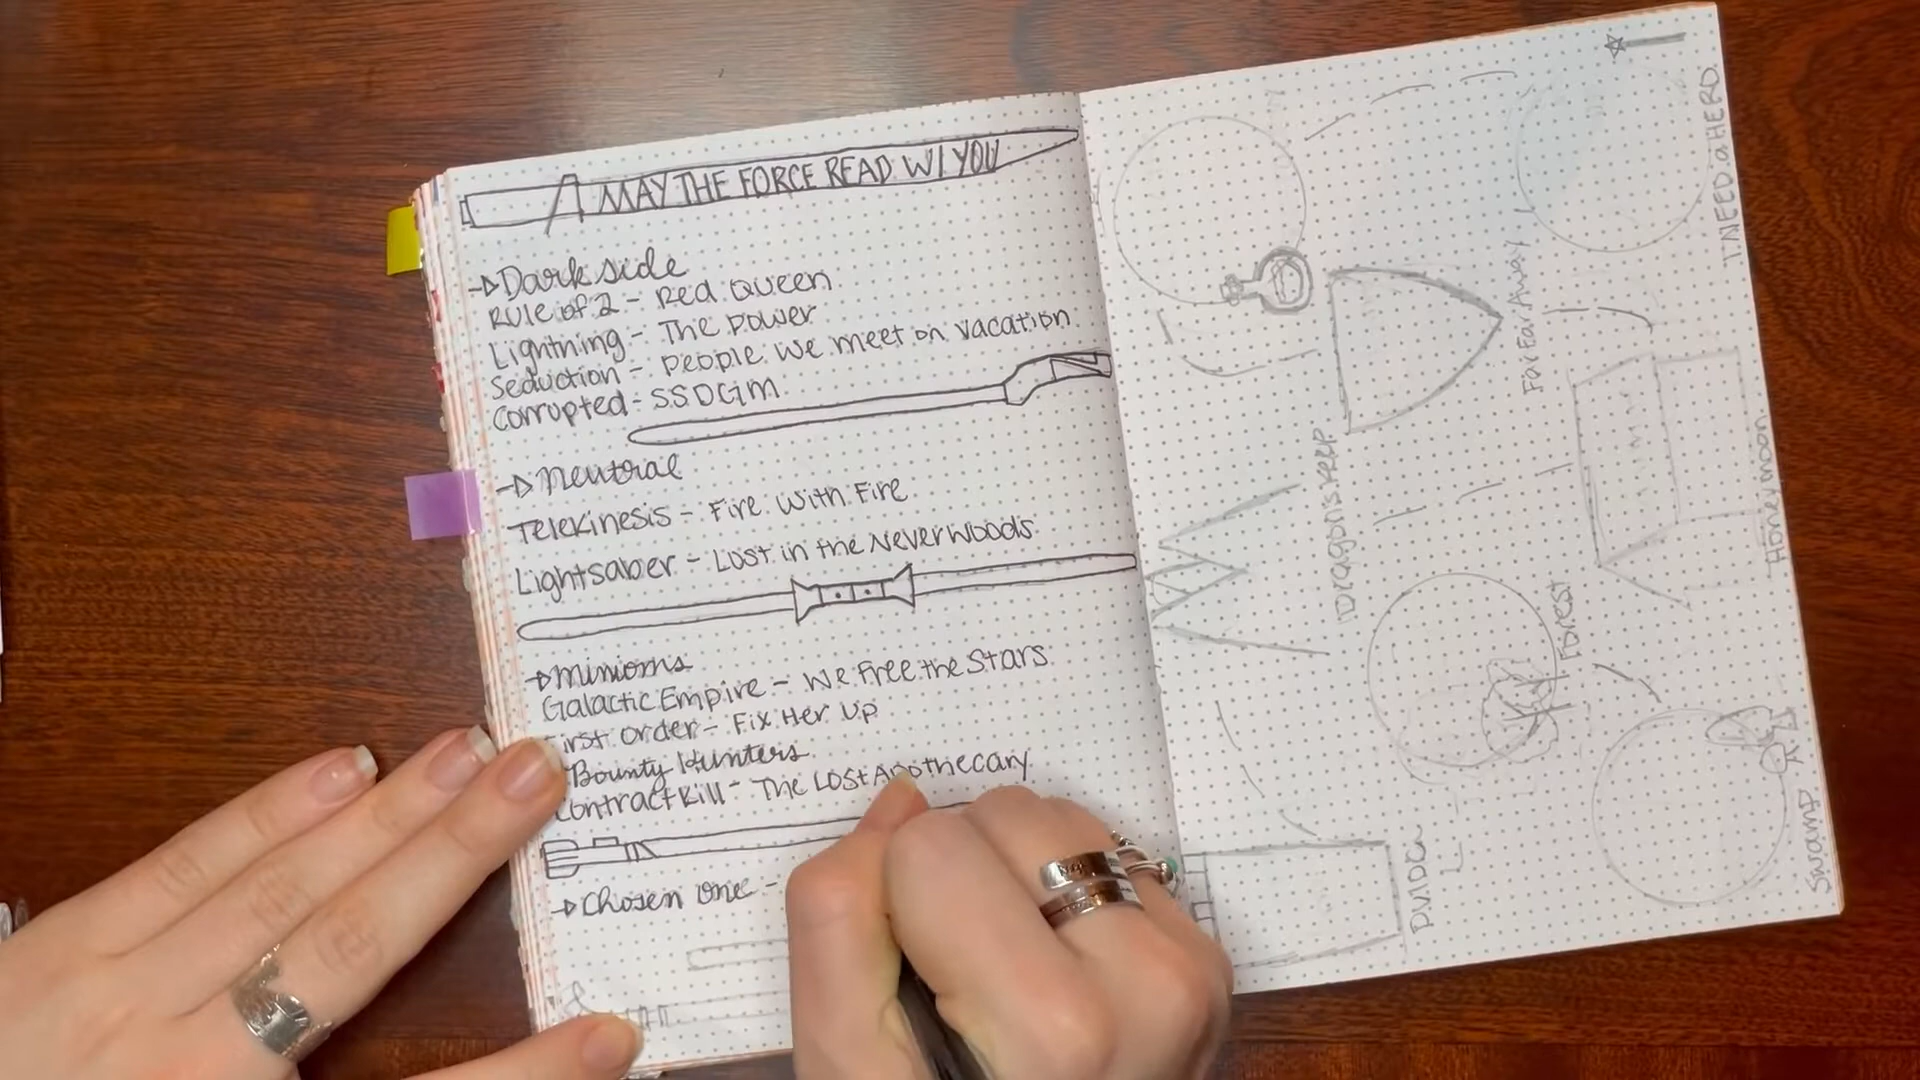 MAY THE FORCE READ W/ YOU
Dark side
Rule of 2 - Red Queen
Lightning - The Power
Seduction - People We meet on Vacation
Corrupted - SSDGM
Neutral
Telekinesis - Fire With Fire
Lightsaber - Lost in the Never Woods
Minions
Galactic Empire - We Free the Stars
First Order - Fix Her Up
Bounty Hunters
Contract Kill - The Lost Apothecary
Chosen One -
I NEED a HERO
Far Far Away
Dragons Keep
Honeymoon
Forest
Duloc
Swamp